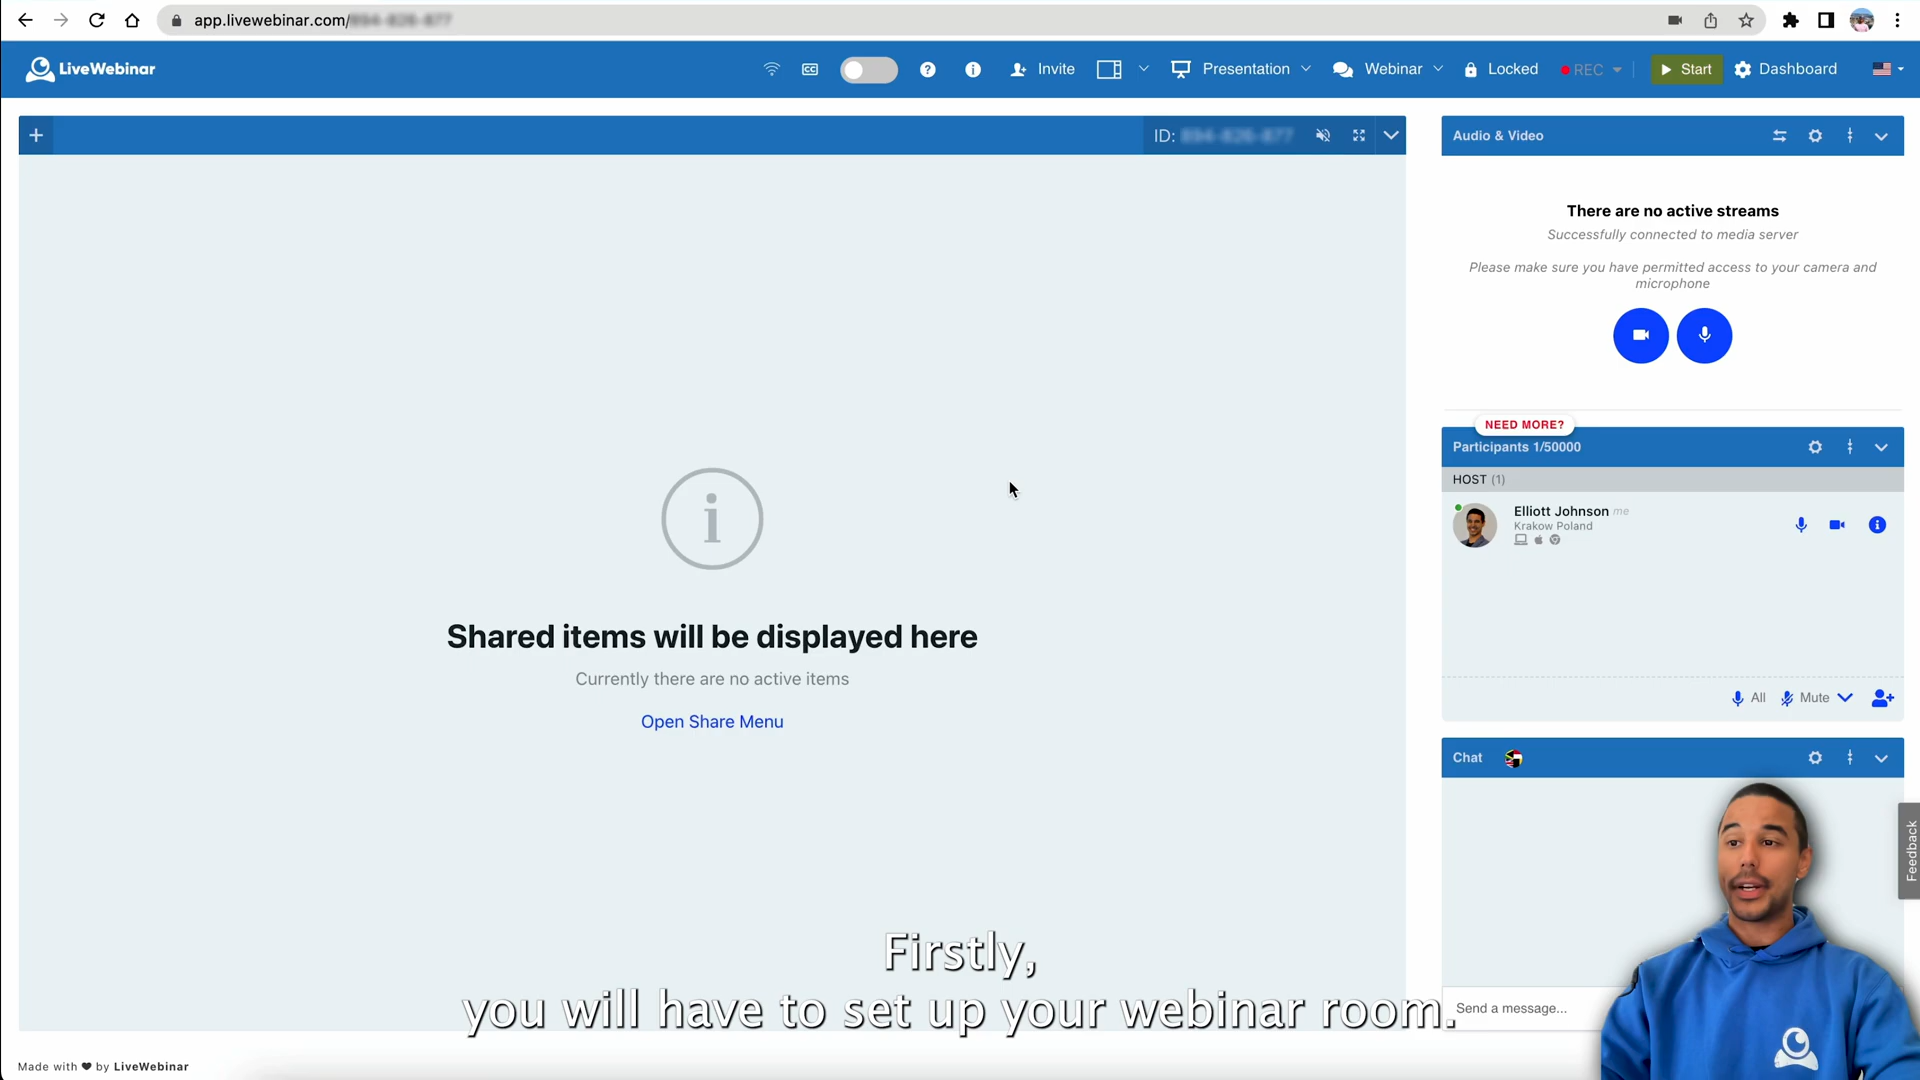 app.livewebinar.com/
LiveWebinar
CC
Invite
Presentation
Webinar
Locked
REC
Start
Dashboard
ID:
Audio & Video
There are no active streams
Successfully connected to media server
Please make sure you have permitted access to your camera and
microphone
NEED MORE?
Participants 1/50000
HOST (1)
Elliott Johnson me
Krakow Poland
All
Mute
Shared items will be displayed here
Currently there are no active items
Open Share Menu
Chat
Feedback
Firstly,
you will have to set up your webinar room.
Send a message...
Made with ❤ by LiveWebinar